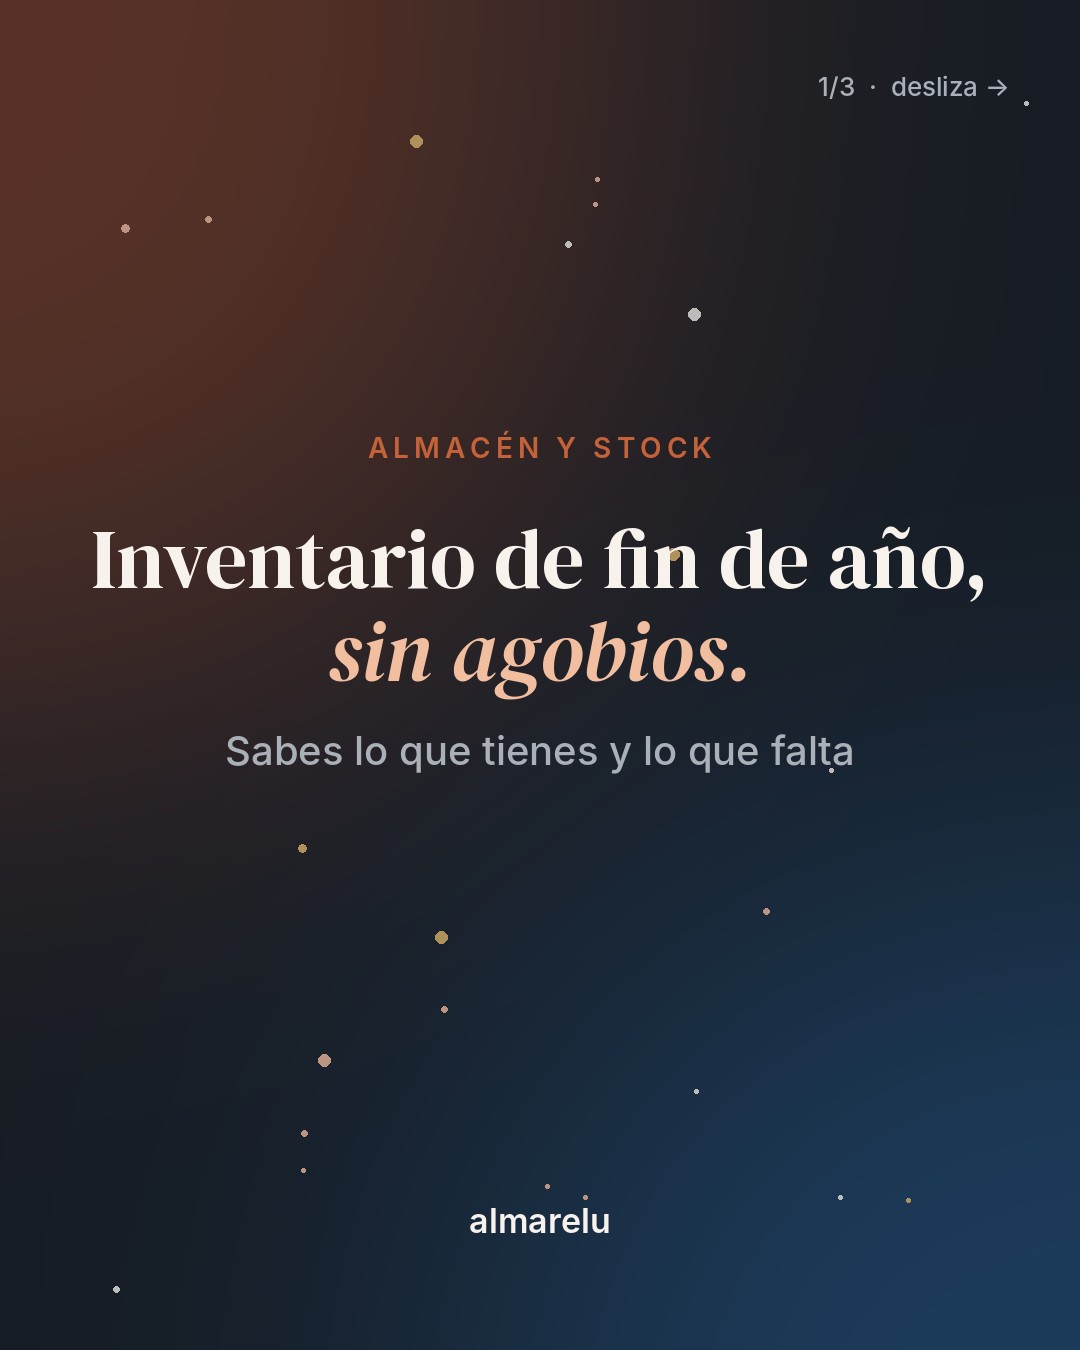 1/3 · desliza →
ALMACÉN Y STOCK
Inventario de fin de año,
sin agobios.
Sabes lo que tienes y lo que falta
almarelu